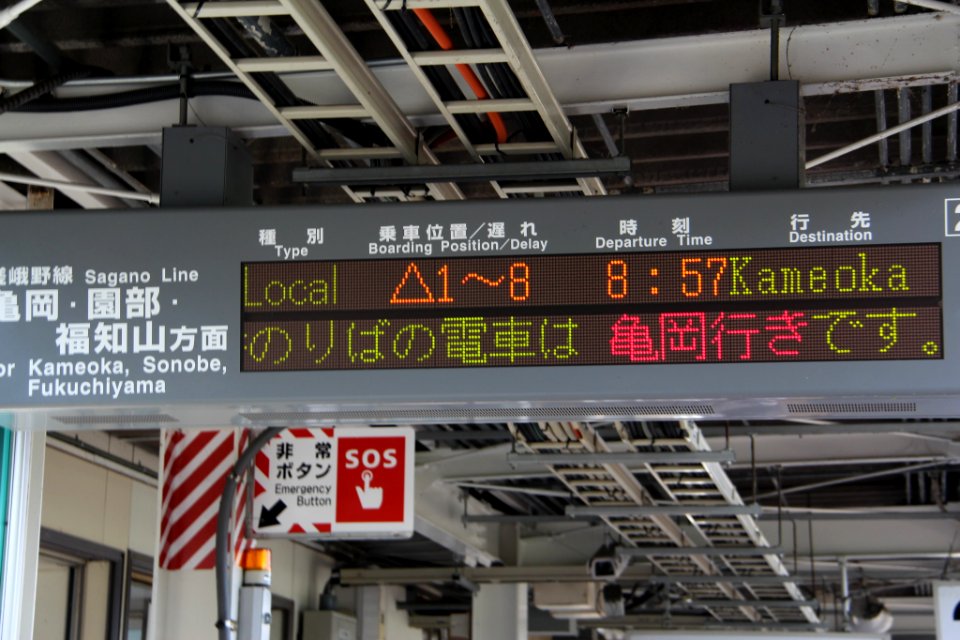 種別 乗車位置／遅れ 時刻 行先
Type Boarding Position/Delay Departure Time Destination
嵯峨野線 Sagano Line
亀岡・園部・
福知山方面
or Kameoka, Sonobe,
Fukuchiyama
Local △1～8 8:57 Kameoka
のりばの電車は 亀岡行きです。
非常
ボタン
Emergency
Button
SOS